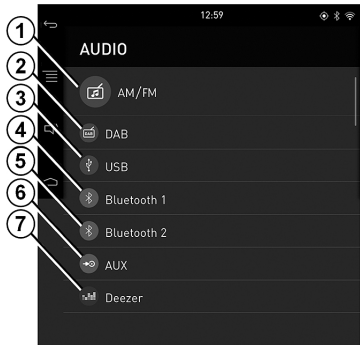 12:59
AUDIO
1
AM/FM
2
DAB
DAB
3
USB
4
Bluetooth 1
5
Bluetooth 2
6
AUX
7
Deezer